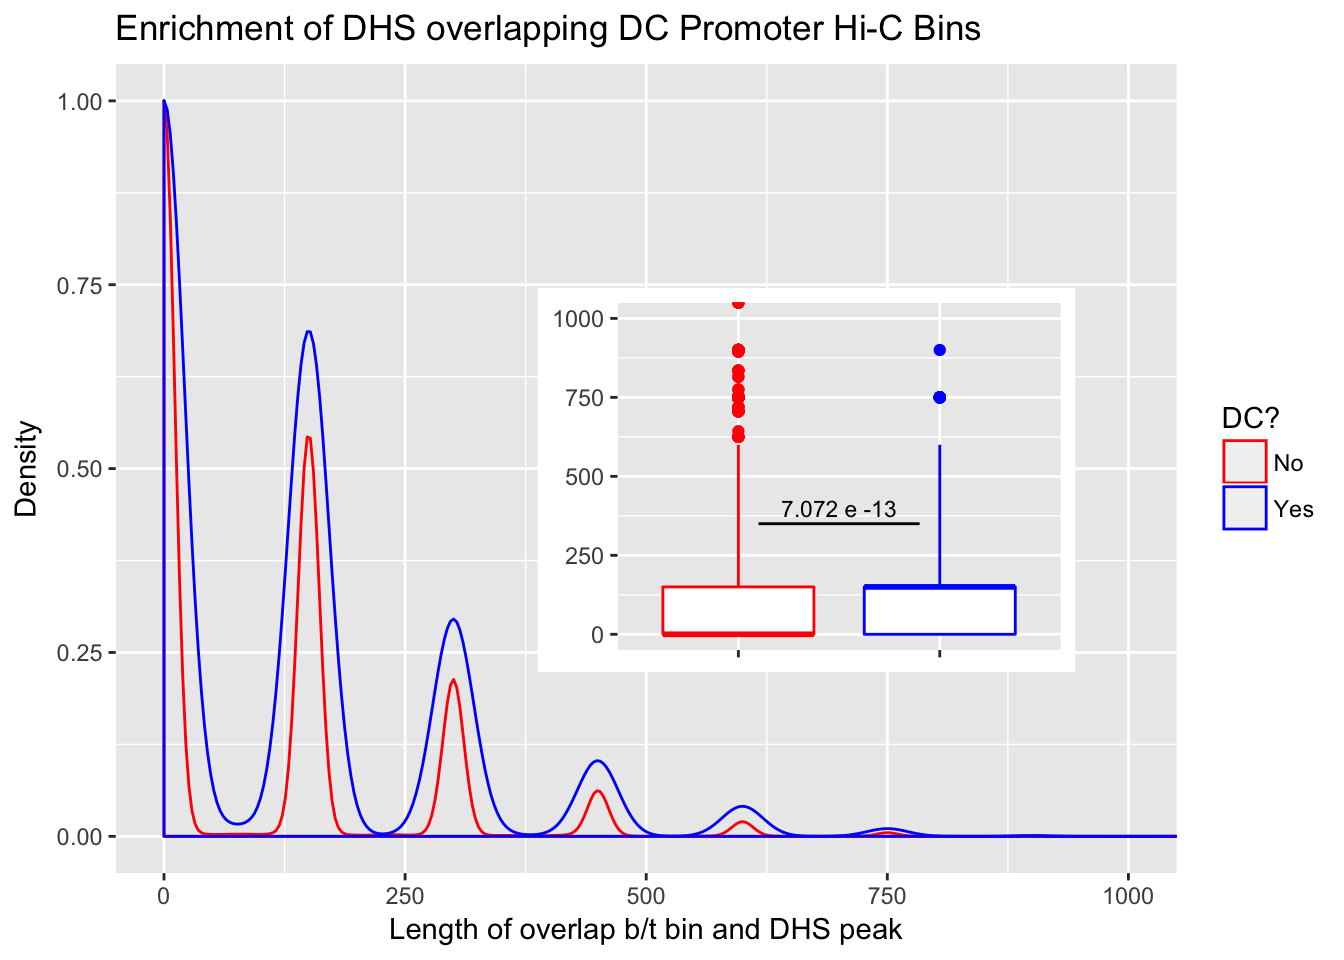 Enrichment of DHS overlapping DC Promoter Hi-C Bins
1.00
0.75
0.50
0.25
0.00
Density
0
250
500
750
1000
Length of overlap b/t bin and DHS peak
1000
750
500
250
0
7.072 e -13
DC?
No
Yes